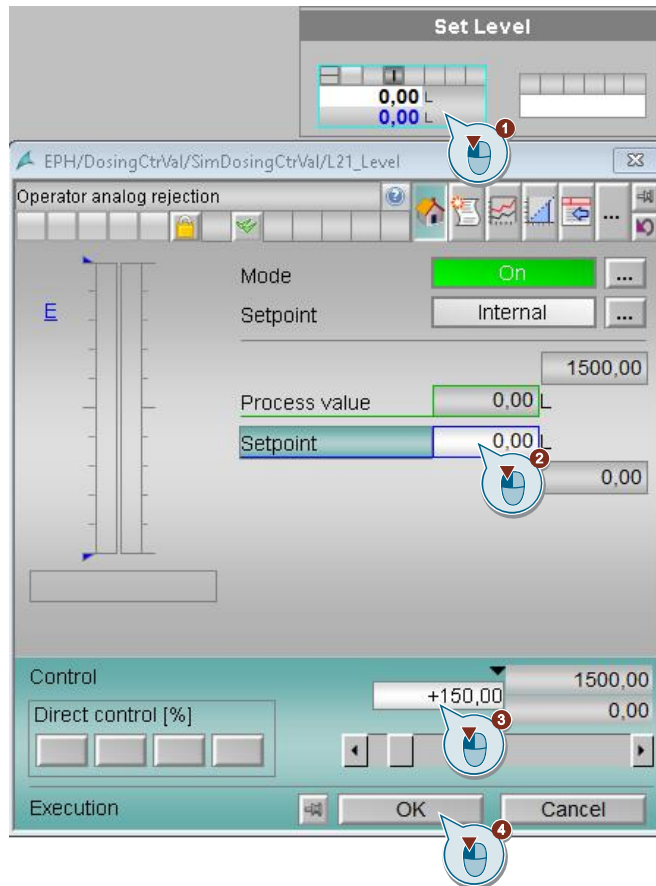 Set Level
I
0,00 L
0,00 L
1
EPH/DosingCtrVal/SimDosingCtrVal/L21_Level
Operator analog rejection
...
Mode On ...
E
Setpoint Internal ...
1500,00
Process value 0,00 L
Setpoint 0,00 L
2
0,00
Control 1500,00
+150,00
0,00
Direct control [%]
3
Execution OK Cancel
4